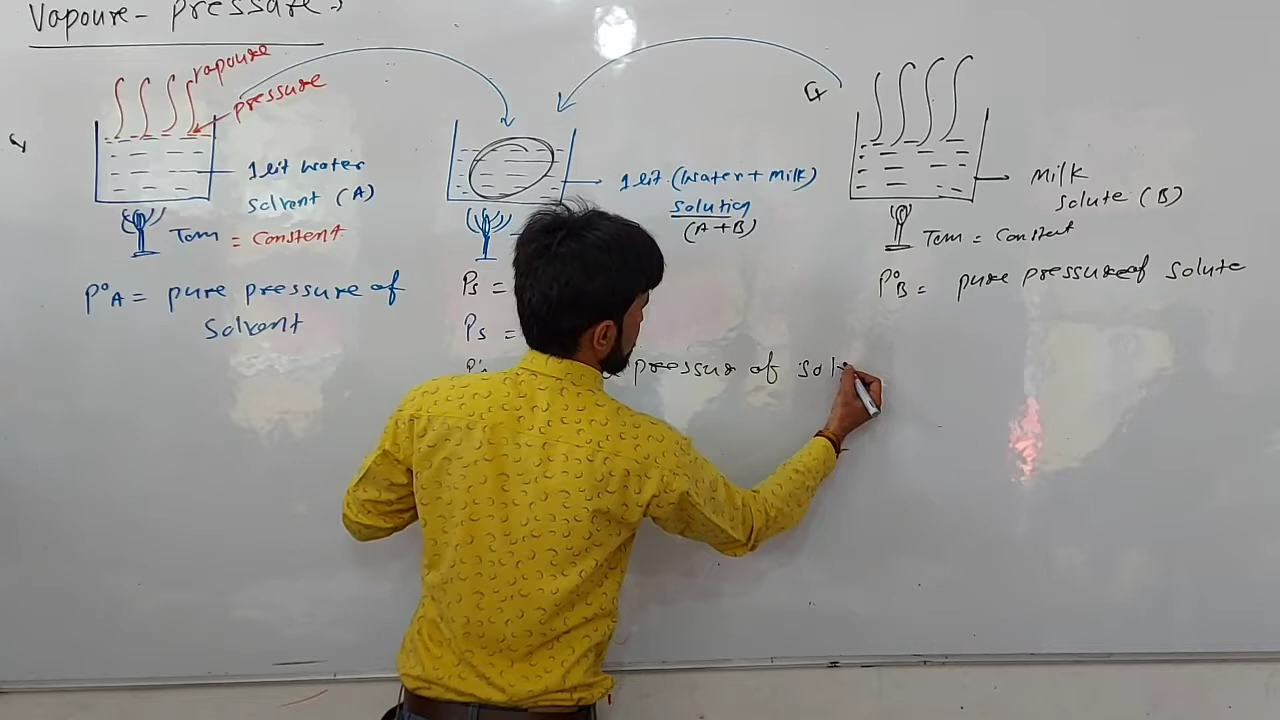 Vapoure - pressure
vapoure
pressure
1 lit water
solvent (A)
Tem = constent
P°A = pure pressure of
solvent
1 lit (water + milk)
solution
(A + B)
Ps =
Ps =
pressur of sol
milk
solute (B)
Tem = constent
P°B = pure pressure of solute